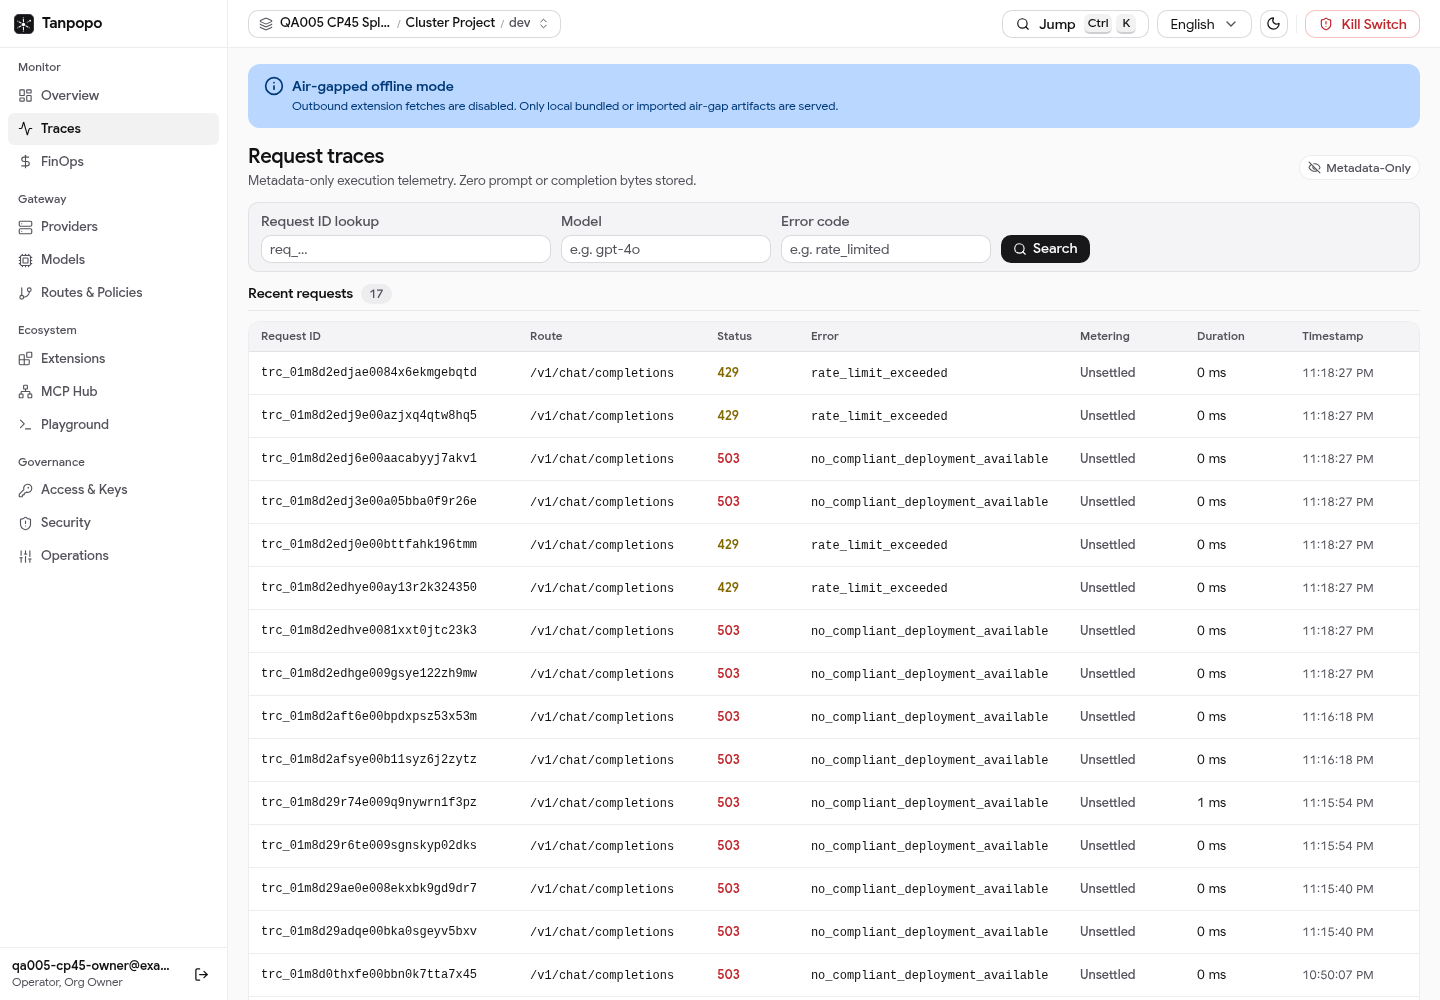 Tanpopo
QA005 CP45 Spl... / Cluster Project / dev
Jump Ctrl K
English
Kill Switch
Monitor
Overview
Traces
FinOps
Gateway
Providers
Models
Routes & Policies
Ecosystem
Extensions
MCP Hub
Playground
Governance
Access & Keys
Security
Operations
qa005-cp45-owner@exa...
Operator, Org Owner
Air-gapped offline mode
Outbound extension fetches are disabled. Only local bundled or imported air-gap artifacts are served.
Request traces
Metadata-only execution telemetry. Zero prompt or completion bytes stored.
Metadata-Only
Request ID lookup Model Error code
req_... e.g. gpt-4o e.g. rate_limited Search
Recent requests 17
Request ID Route Status Error Metering Duration Timestamp
trc_01m8d2edjae0084x6ekmgebqtd /v1/chat/completions 429 rate_limit_exceeded Unsettled 0 ms 11:18:27 PM
trc_01m8d2edj9e00azjxq4qtw8hq5 /v1/chat/completions 429 rate_limit_exceeded Unsettled 0 ms 11:18:27 PM
trc_01m8d2edj6e00aacabyyj7akv1 /v1/chat/completions 503 no_compliant_deployment_available Unsettled 0 ms 11:18:27 PM
trc_01m8d2edj3e00a05bba0f9r26e /v1/chat/completions 503 no_compliant_deployment_available Unsettled 0 ms 11:18:27 PM
trc_01m8d2edj0e00bttfahk196tmm /v1/chat/completions 429 rate_limit_exceeded Unsettled 0 ms 11:18:27 PM
trc_01m8d2edhye00ay13r2k324350 /v1/chat/completions 429 rate_limit_exceeded Unsettled 0 ms 11:18:27 PM
trc_01m8d2edhve0081xxt0jtc23k3 /v1/chat/completions 503 no_compliant_deployment_available Unsettled 0 ms 11:18:27 PM
trc_01m8d2edhge009gsye122zh9mw /v1/chat/completions 503 no_compliant_deployment_available Unsettled 0 ms 11:18:27 PM
trc_01m8d2aft6e00bpdxpsz53x53m /v1/chat/completions 503 no_compliant_deployment_available Unsettled 0 ms 11:16:18 PM
trc_01m8d2afsye00b11syz6j2zytz /v1/chat/completions 503 no_compliant_deployment_available Unsettled 0 ms 11:16:18 PM
trc_01m8d29r74e009q9nywrn1f3pz /v1/chat/completions 503 no_compliant_deployment_available Unsettled 1 ms 11:15:54 PM
trc_01m8d29r6te009sgnskyp02dks /v1/chat/completions 503 no_compliant_deployment_available Unsettled 0 ms 11:15:54 PM
trc_01m8d29ae0e008ekxbk9gd9dr7 /v1/chat/completions 503 no_compliant_deployment_available Unsettled 0 ms 11:15:40 PM
trc_01m8d29adqe00bka0sgeyv5bxv /v1/chat/completions 503 no_compliant_deployment_available Unsettled 0 ms 11:15:40 PM
trc_01m8d0thxfe00bbn0k7tta7x45 /v1/chat/completions 503 no_compliant_deployment_available Unsettled 0 ms 10:50:07 PM